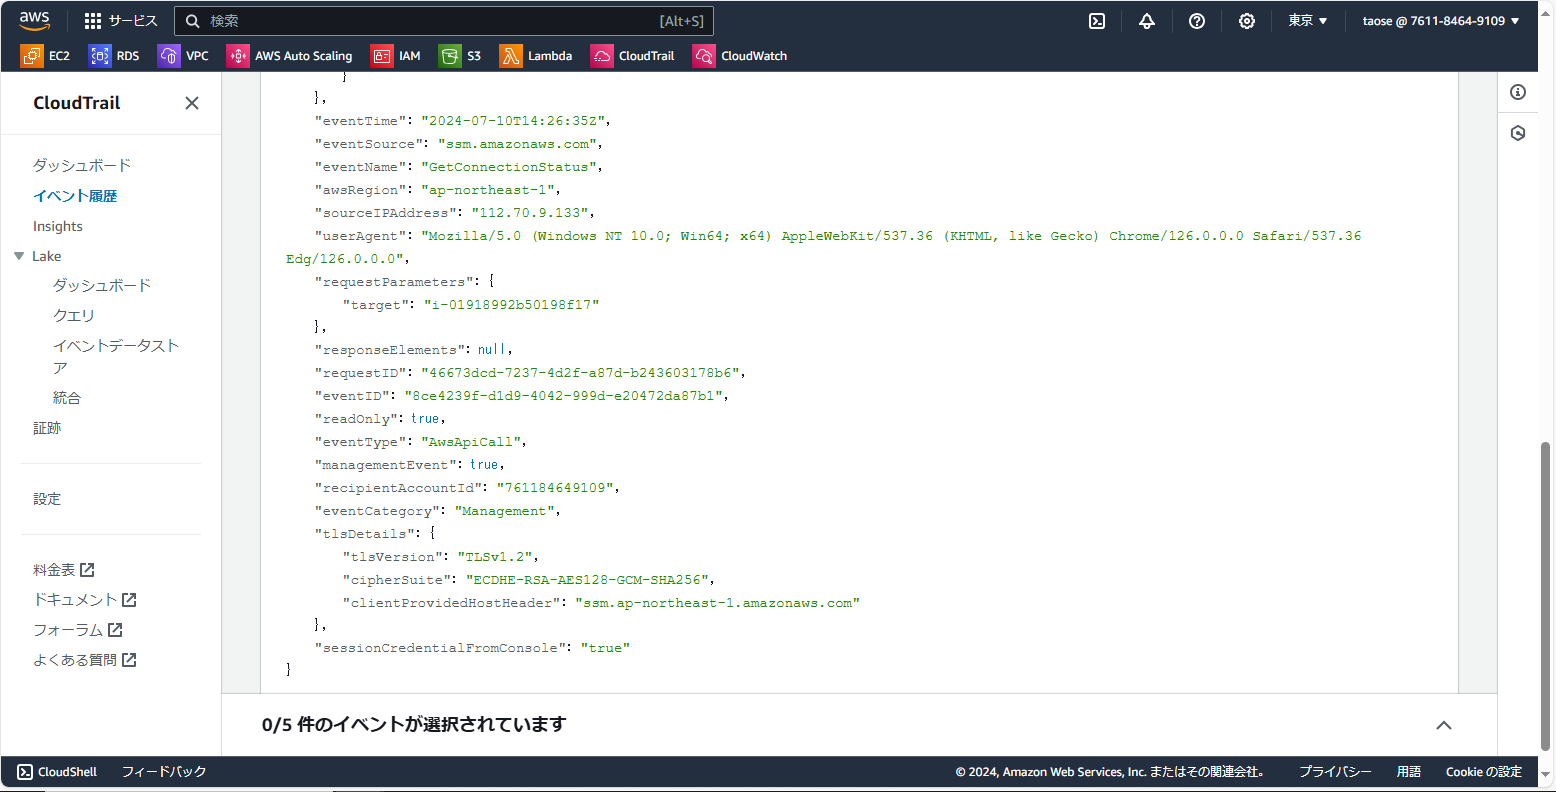 aws
サービス
検索
[Alt+S]
東京 ▼
taose @ 7611-8464-9109 ▼
EC2 RDS VPC AWS Auto Scaling IAM S3 Lambda CloudTrail CloudWatch
CloudTrail
ダッシュボード
イベント履歴
Insights
Lake
ダッシュボード
クエリ
イベントデータスト
ア
統合
証跡
設定
料金表
ドキュメント
フォーラム
よくある質問
}
},
"eventTime": "2024-07-10T14:26:35Z",
"eventSource": "ssm.amazonaws.com",
"eventName": "GetConnectionStatus",
"awsRegion": "ap-northeast-1",
"sourceIPAddress": "112.70.9.133",
"userAgent": "Mozilla/5.0 (Windows NT 10.0; Win64; x64) AppleWebKit/537.36 (KHTML, like Gecko) Chrome/126.0.0.0 Safari/537.36
Edg/126.0.0.0",
"requestParameters": {
"target": "i-01918992b50198f17"
},
"responseElements": null,
"requestID": "46673dcd-7237-4d2f-a87d-b243603178b6",
"eventID": "8ce4239f-d1d9-4042-999d-e20472da87b1",
"readOnly": true,
"eventType": "AwsApiCall",
"managementEvent": true,
"recipientAccountId": "761184649109",
"eventCategory": "Management",
"tlsDetails": {
"tlsVersion": "TLSv1.2",
"cipherSuite": "ECDHE-RSA-AES128-GCM-SHA256",
"clientProvidedHostHeader": "ssm.ap-northeast-1.amazonaws.com"
},
"sessionCredentialFromConsole": "true"
}
0/5 件のイベントが選択されています
CloudShell
フィードバック
© 2024, Amazon Web Services, Inc. またはその関連会社。
プライバシー
用語
Cookie の設定